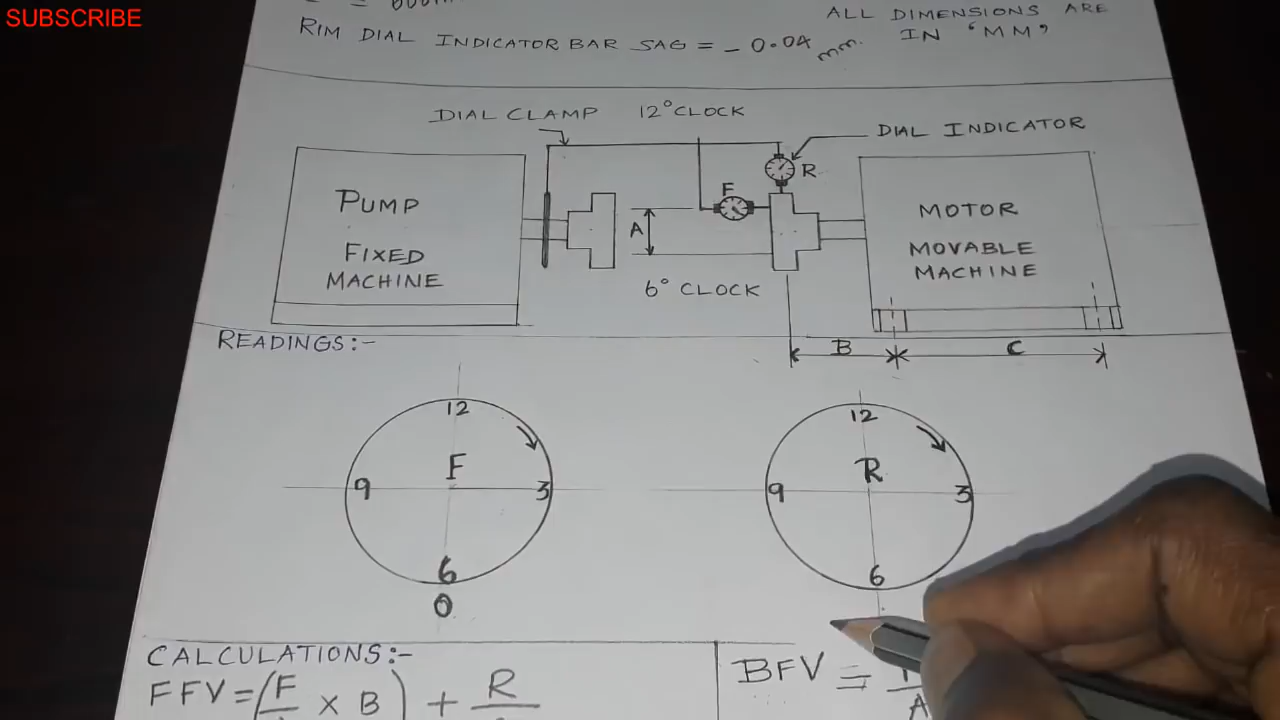 SUBSCRIBE
ALL DIMENSIONS ARE
IN 'MM'
RIM DIAL INDICATOR BAR SAG = - 0.04 mm.
DIAL CLAMP 12°CLOCK
DIAL INDICATOR
R
F
PUMP
FIXED
MACHINE
A
6° CLOCK
MOTOR
MOVABLE
MACHINE
B C
READINGS:-
12
9 F 3
6
0
12
9 R 3
6
CALCULATIONS:-
FFV = (F/ × B) + R/
BFV =
A